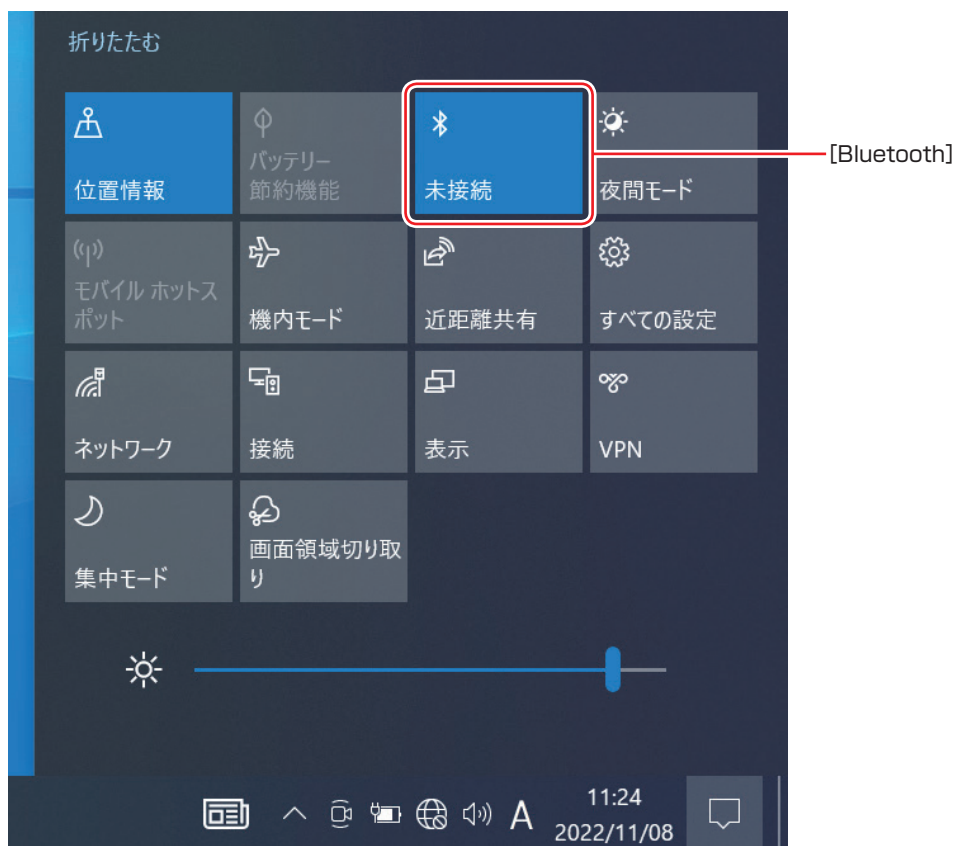 折りたたむ
位置情報
バッテリー
節約機能
未接続
夜間モード
[Bluetooth]
モバイル ホットス
ポット
機内モード
近距離共有
すべての設定
ネットワーク
接続
表示
VPN
集中モード
画面領域切り取
り
A
11:24
2022/11/08